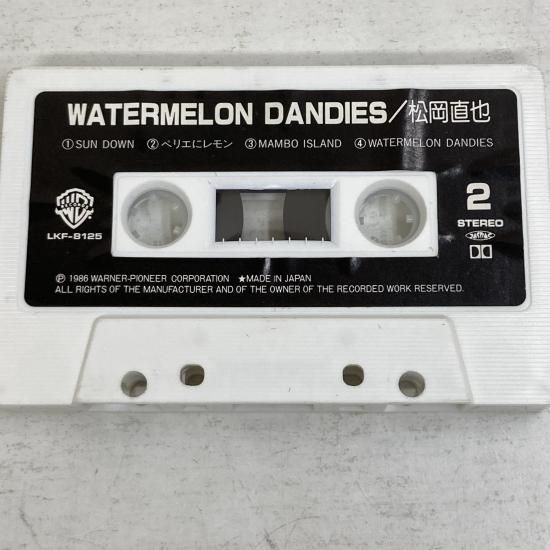 WATERMELON DANDIES/松岡直也
①SUN DOWN ②ペリエにレモン ③MAMBO ISLAND ④WATERMELON DANDIES
RECORDS
LKF-8125
2
STEREO
Ⓟ 1986 WARNER-PIONEER CORPORATION ★MADE IN JAPAN
ALL RIGHTS OF THE MANUFACTURER AND OF THE OWNER OF THE RECORDED WORK RESERVED.